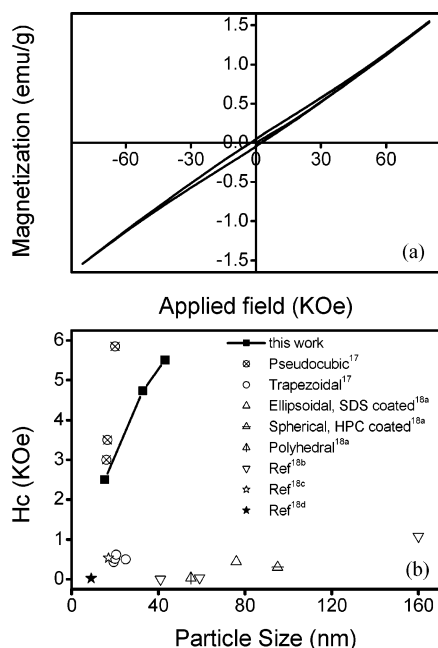 Magnetization (emu/g)
1.5
1.0
0.5
0.0
-0.5
-1.0
-1.5
-60
-30
0
30
60
(a)
Applied field (KOe)
Hc (KOe)
6
5
4
3
2
1
0
this work
Pseudocubic17
Trapezoidal17
Ellipsoidal, SDS coated18a
Spherical, HPC coated18a
Polyhedral18a
Ref18b
Ref18c
Ref18d
(b)
0
40
80
120
160
Particle Size (nm)